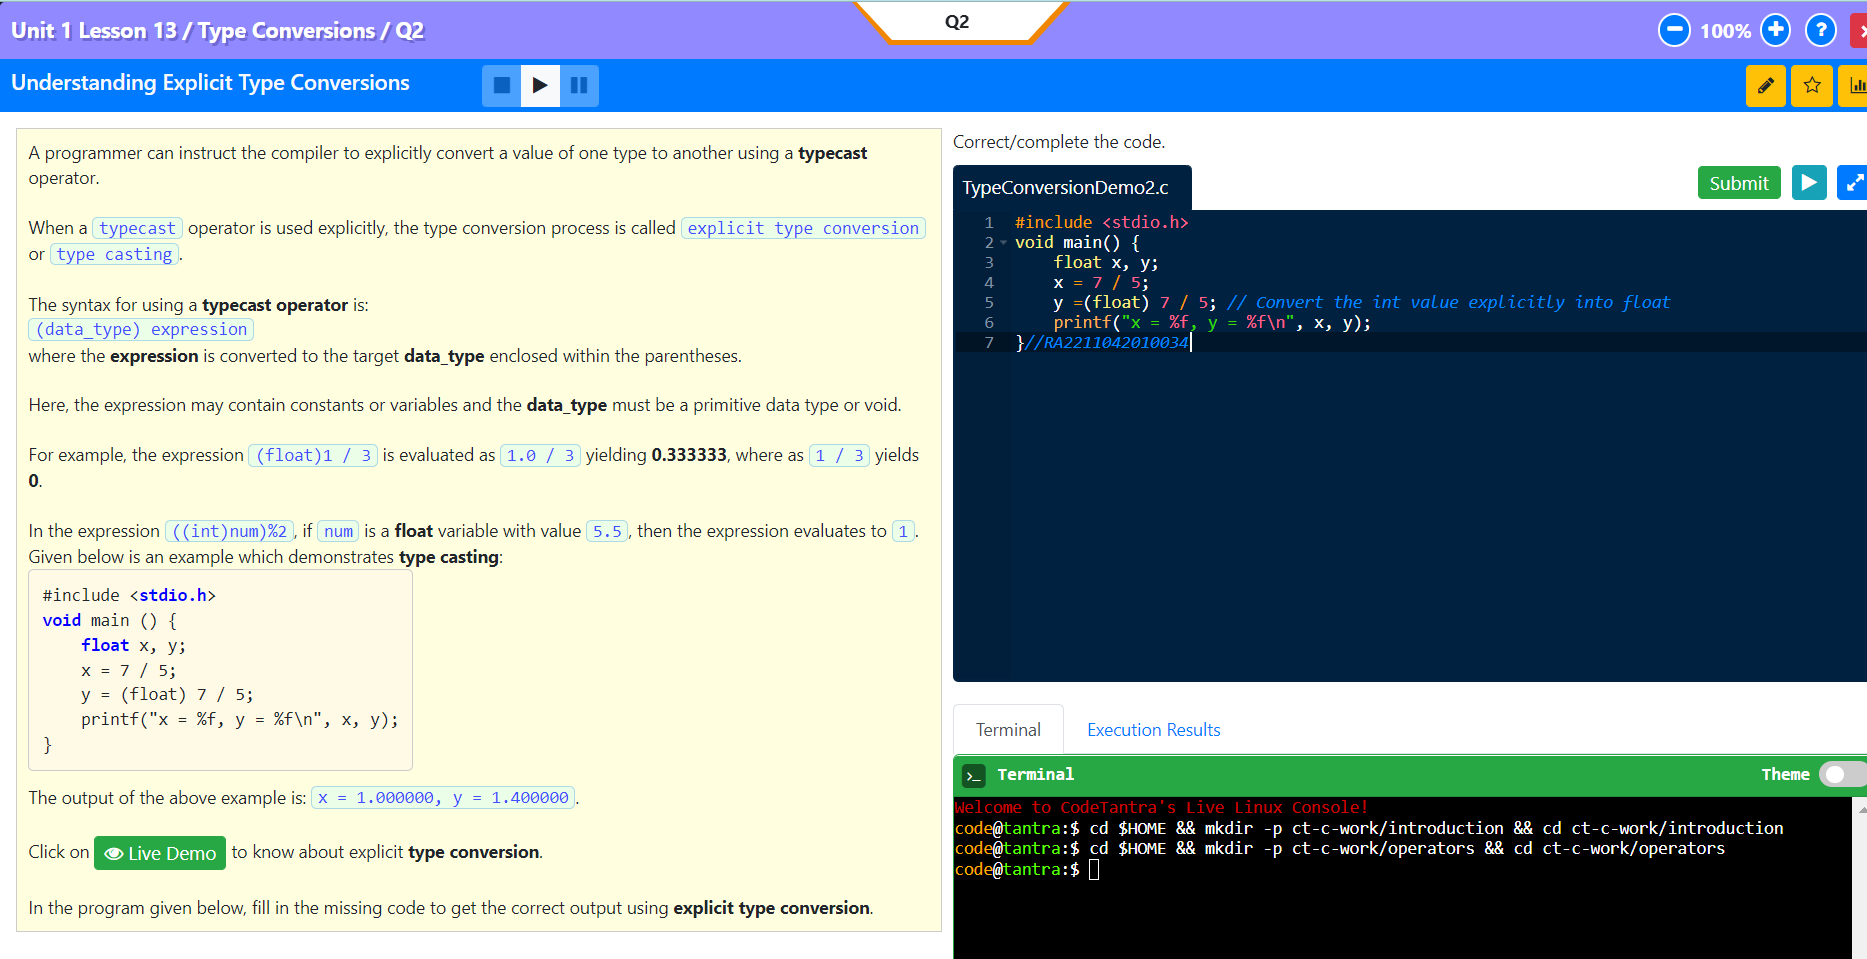 Unit 1 Lesson 13 / Type Conversions / Q2
Q2
100%
?
Understanding Explicit Type Conversions
A programmer can instruct the compiler to explicitly convert a value of one type to another using a typecast
operator.
When a typecast operator is used explicitly, the type conversion process is called explicit type conversion
or type casting.
The syntax for using a typecast operator is:
(data_type) expression
where the expression is converted to the target data_type enclosed within the parentheses.
Here, the expression may contain constants or variables and the data_type must be a primitive data type or void.
For example, the expression (float)1 / 3 is evaluated as 1.0 / 3 yielding 0.333333, where as 1 / 3 yields
0.
In the expression ((int)num)%2, if num is a float variable with value 5.5, then the expression evaluates to 1.
Given below is an example which demonstrates type casting:
#include <stdio.h>
void main () {
    float x, y;
    x = 7 / 5;
    y = (float) 7 / 5;
    printf("x = %f, y = %f\n", x, y);
}
The output of the above example is: x = 1.000000, y = 1.400000.
Click on Live Demo to know about explicit type conversion.
In the program given below, fill in the missing code to get the correct output using explicit type conversion.
Correct/complete the code.
TypeConversionDemo2.c
Submit
1 #include <stdio.h>
2 void main() {
3     float x, y;
4     x = 7 / 5;
5     y =(float) 7 / 5; // Convert the int value explicitly into float
6     printf("x = %f, y = %f\n", x, y);
7 }//RA2211042010034
Terminal
Execution Results
>_ Terminal
Theme
Welcome to CodeTantra's Live Linux Console!
code@tantra:$ cd $HOME && mkdir -p ct-c-work/introduction && cd ct-c-work/introduction
code@tantra:$ cd $HOME && mkdir -p ct-c-work/operators && cd ct-c-work/operators
code@tantra:$